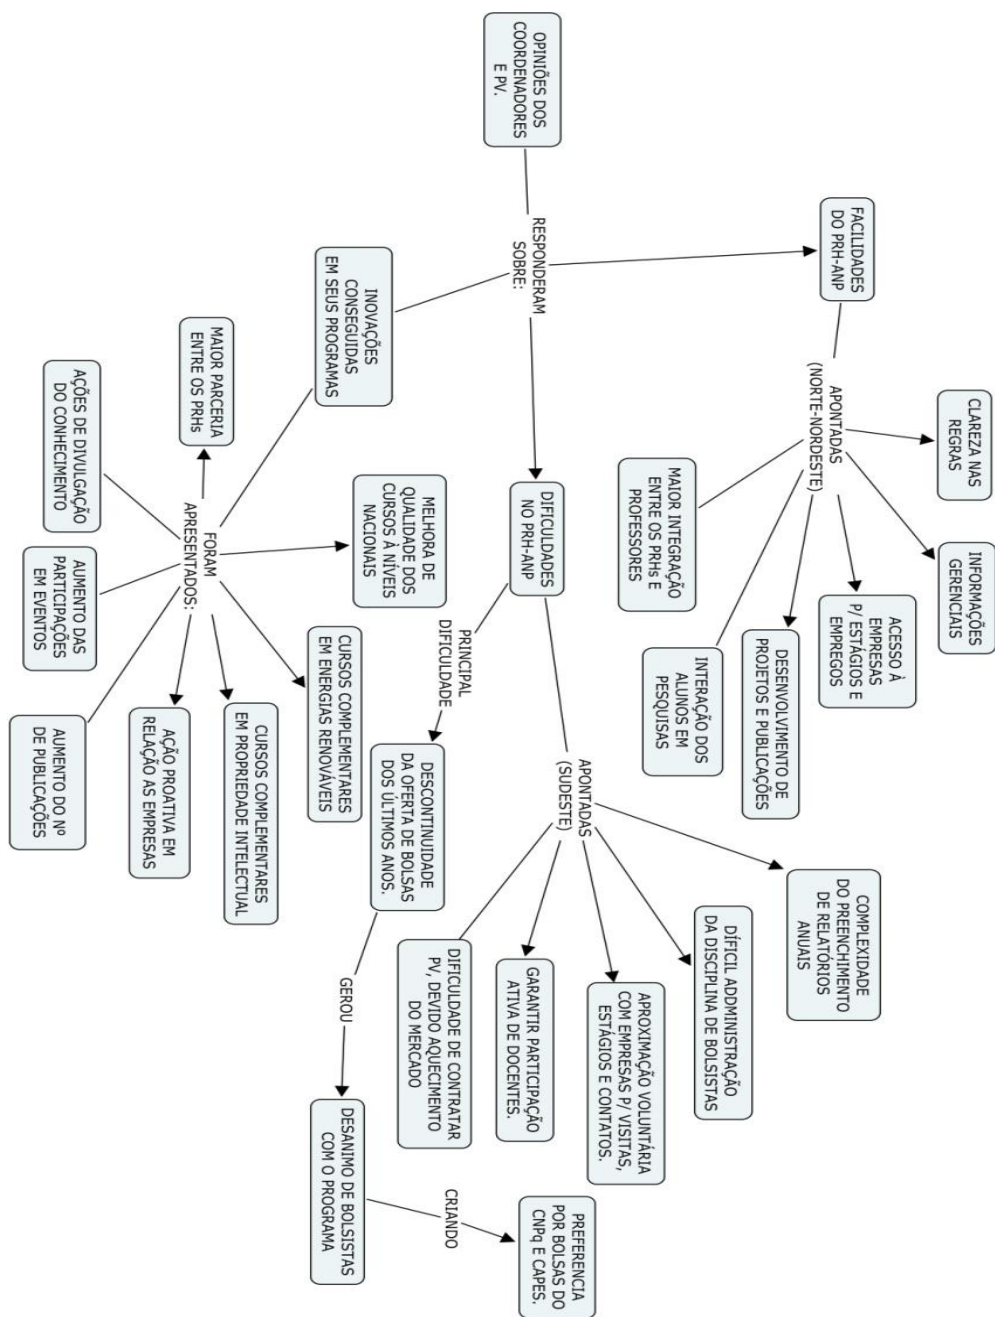 OPINIÕES DOS
COORDENADORES
E PV.
RESPONDERAM
SOBRE:
FACILIDADES
DO PRH-ANP
APONTADAS
(NORTE-NORDESTE)
CLAREZA NAS
REGRAS
INFORMAÇÕES
GERENCIAIS
ACESSO À
EMPRESAS
P/ ESTÁGIOS E
EMPREGOS
DESENVOLVIMENTO DE
PROJETOS E PUBLICAÇÕES
INTERAÇÃO DOS
ALUNOS EM
PESQUISAS
MAIOR INTEGRAÇÃO
ENTRE OS PRHs E
PROFESSORES
DIFICULDADES
NO PRH-ANP
APONTADAS
(SUDESTE)
COMPLEXIDADE
DO PREENCHIMENTO
DE RELATÓRIOS
ANUAIS
DÍFICIL ADDMINISTRAÇÃO
DA DISCIPLINA DE BOLSISTAS
APROXIMAÇÃO VOLUNTÁRIA
COM EMPRESAS P/ VISITAS,
ESTÁGIOS E CONTATOS.
GARANTIR PARTICIPAÇÃO
ATIVA DE DOCENTES.
DIFICULDADE DE CONTRATAR
PV, DEVIDO AQUECIMENTO
DO MERCADO
PRINCIPAL
DIFICULDADE
DESCONTINUIDADE
DA OFERTA DE BOLSAS
DOS ÚLTIMOS ANOS.
GEROU
DESANIMO DE BOLSISTAS
COM O PROGRAMA
CRIANDO
PREFERENCIA
POR BOLSAS DO
CNPq E CAPES.
INOVAÇÕES
CONSEGUIDAS
EM SEUS PROGRAMAS
FORAM
APRESENTADOS:
MELHORA DE
QUALIDADE DOS
CURSOS À NÍVEIS
NACIONAIS
CURSOS COMPLEMENTARES
EM ENERGIAS RENOVÁVEIS
CURSOS COMPLEMENTARES
EM PROPRIEDADE INTELECTUAL
AÇÃO PROATIVA EM
RELAÇÃO AS EMPRESAS
AUMENTO DO Nº
DE PUBLICAÇÕES
AUMENTO DAS
PARTICIPAÇÕES
EM EVENTOS
AÇÕES DE DIVULGAÇÃO
DO CONHECIMENTO
MAIOR PARCERIA
ENTRE OS PRHs